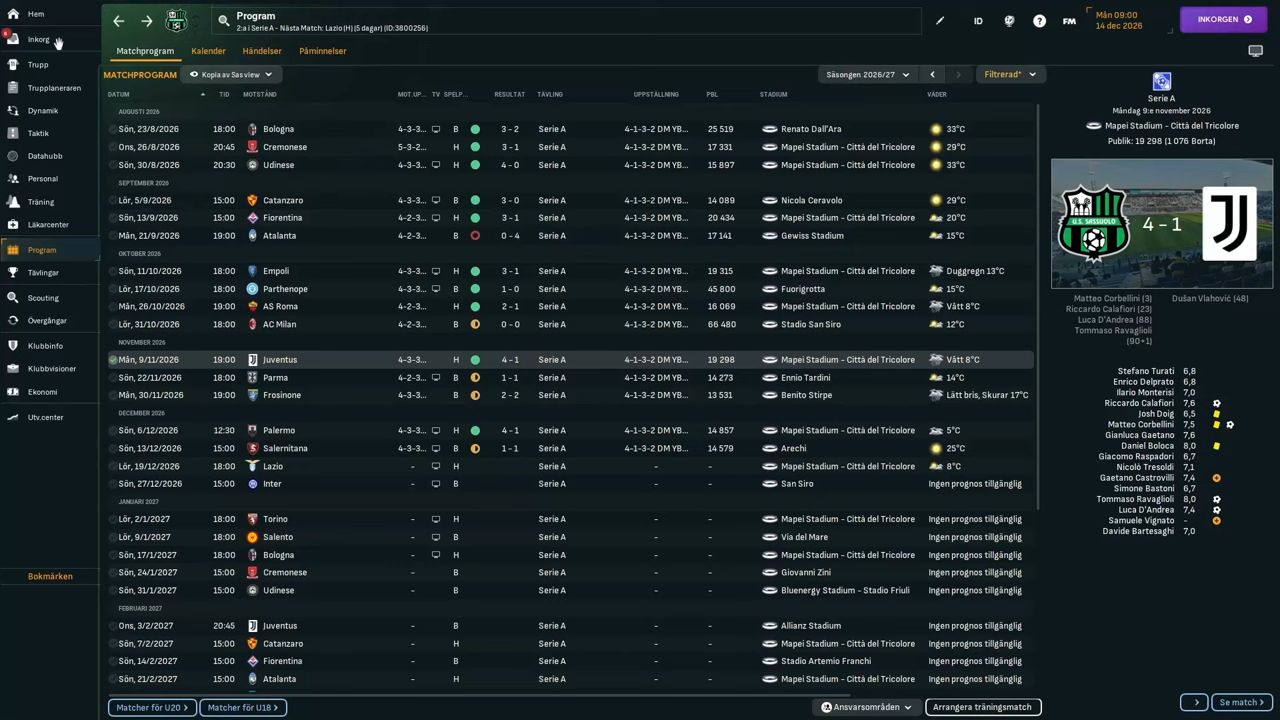 Hem
6
Inkorg
Trupp
Truppplaneraren
Dynamik
Taktik
Datahubb
Personal
Träning
Läkarcenter
Program
Tävlingar
Scouting
Övergångar
Klubbinfo
Klubbvisioner
Ekonomi
Utv.center
Bokmärken
Program
2:a i Serie A - Nästa Match: Lazio (H) (5 dagar) (ID:3800256)
ID
?
FM
Mån 09:00
14 dec 2026
INKORGEN
Matchprogram Kalender Händelser Påminnelser
MATCHPROGRAM Kopia av Sas view Säsongen 2026/27 Filtrerad*
DATUM TID MOTSTÅND MOT.UP... TV SPELP... RESULTAT TÄVLING UPPSTÄLLNING PBL STADIUM VÄDER
AUGUSTI 2026
Sön, 23/8/2026 18:00 Bologna 4-3-3... B 3 - 2 Serie A 4-1-3-2 DM YB... 25 519 Renato Dall'Ara 33°C
Ons, 26/8/2026 20:45 Cremonese 5-3-2... H 3 - 1 Serie A 4-1-3-2 DM YB... 17 331 Mapei Stadium - Città del Tricolore 29°C
Sön, 30/8/2026 20:30 Udinese 4-3-3... H 4 - 0 Serie A 4-1-3-2 DM YB... 15 897 Mapei Stadium - Città del Tricolore 33°C
SEPTEMBER 2026
Lör, 5/9/2026 15:00 Catanzaro 4-3-3... B 3 - 0 Serie A 4-1-3-2 DM YB... 14 089 Nicola Ceravolo 29°C
Sön, 13/9/2026 15:00 Fiorentina 4-2-3... H 3 - 1 Serie A 4-1-3-2 DM YB... 20 434 Mapei Stadium - Città del Tricolore 20°C
Mån, 21/9/2026 19:00 Atalanta 4-2-3... B 0 - 4 Serie A 4-1-3-2 DM YB... 17 141 Gewiss Stadium 15°C
OKTOBER 2026
Sön, 11/10/2026 18:00 Empoli 4-3-3... H 3 - 1 Serie A 4-1-3-2 DM YB... 19 315 Mapei Stadium - Città del Tricolore Duggregn 13°C
Lör, 17/10/2026 18:00 Parthenope 4-3-3... B 1 - 0 Serie A 4-1-3-2 DM YB... 45 800 Fuorigrotta 15°C
Mån, 26/10/2026 19:00 AS Roma 4-2-3... H 2 - 1 Serie A 4-1-3-2 DM YB... 16 069 Mapei Stadium - Città del Tricolore Vått 8°C
Lör, 31/10/2026 18:00 AC Milan 4-2-3... B 0 - 0 Serie A 4-1-3-2 DM YB... 66 480 Stadio San Siro 12°C
NOVEMBER 2026
Mån, 9/11/2026 19:00 Juventus 4-3-3... H 4 - 1 Serie A 4-1-3-2 DM YB... 19 298 Mapei Stadium - Città del Tricolore Vått 8°C
Sön, 22/11/2026 18:00 Parma 4-2-3... B 1 - 1 Serie A 4-1-3-2 DM YB... 14 273 Ennio Tardini 14°C
Mån, 30/11/2026 19:00 Frosinone 4-3-3... B 2 - 2 Serie A 4-1-3-2 DM YB... 13 531 Benito Stirpe Lätt bris, Skurar 17°C
DECEMBER 2026
Sön, 6/12/2026 12:30 Palermo 4-3-3... H 4 - 1 Serie A 4-1-3-2 DM YB... 14 857 Mapei Stadium - Città del Tricolore 5°C
Sön, 13/12/2026 15:00 Salernitana 4-3-3... B 1 - 1 Serie A 4-1-3-2 DM YB... 14 579 Arechi 25°C
Lör, 19/12/2026 18:00 Lazio - H Serie A - - Mapei Stadium - Città del Tricolore 8°C
Sön, 27/12/2026 15:00 Inter - B Serie A - - San Siro Ingen prognos tillgänglig
JANUARI 2027
Lör, 2/1/2027 18:00 Torino - H Serie A - - Mapei Stadium - Città del Tricolore Ingen prognos tillgänglig
Lör, 9/1/2027 18:00 Salento - B Serie A - - Via del Mare Ingen prognos tillgänglig
Sön, 17/1/2027 18:00 Bologna - H Serie A - - Mapei Stadium - Città del Tricolore Ingen prognos tillgänglig
Sön, 24/1/2027 15:00 Cremonese - B Serie A - - Giovanni Zini Ingen prognos tillgänglig
Sön, 31/1/2027 15:00 Udinese - B Serie A - - Bluenergy Stadium - Stadio Friuli Ingen prognos tillgänglig
FEBRUARI 2027
Ons, 3/2/2027 20:45 Juventus - B Serie A - - Allianz Stadium Ingen prognos tillgänglig
Sön, 7/2/2027 15:00 Catanzaro - H Serie A - - Mapei Stadium - Città del Tricolore Ingen prognos tillgänglig
Sön, 14/2/2027 15:00 Fiorentina - B Serie A - - Stadio Artemio Franchi Ingen prognos tillgänglig
Sön, 21/2/2027 15:00 Atalanta - H Serie A - - Mapei Stadium - Città del Tricolore Ingen prognos tillgänglig
Matcher för U20 Matcher för U18 Ansvarsområden Arrangera träningsmatch
Serie A
Måndag 9:e november 2026
Mapei Stadium - Città del Tricolore
Publik: 19 298 (1 076 Borta)
U.S. SASSUOLO
4 - 1
Matteo Corbellini (3) Dušan Vlahović (48)
Riccardo Calafiori (23)
Luca D'Andrea (88)
Tommaso Ravaglioli
(90+1)
Stefano Turati 6,8
Enrico Delprato 6,8
Ilario Monterisi 7,0
Riccardo Calafiori 7,6
Josh Doig 6,5
Matteo Corbellini 7,5
Gianluca Gaetano 7,6
Daniel Boloca 8,0
Giacomo Raspadori 6,7
Nicolò Tresoldi 7,1
Gaetano Castrovilli 7,4
Simone Bastoni 6,7
Tommaso Ravaglioli 8,0
Luca D'Andrea 7,4
Samuele Vignato -
Davide Bartesaghi 7,0
Se match